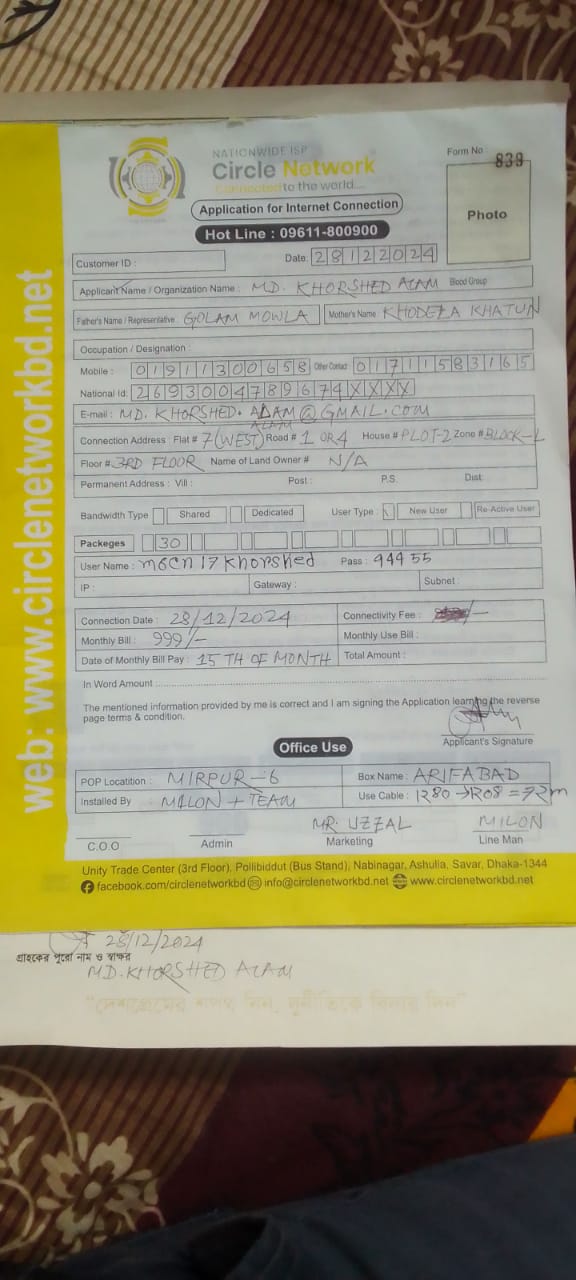 NATIONWIDE ISP
Circle Network
Connected to the world....
Form No : 839
Application for Internet Connection
Photo
Hot Line : 09611-800900
Customer ID :
Date: 28122024
Applicant Name / Organization Name : MD. KHORSHED ALAM Blood Group
Father's Name / Representative GOLAM MOWLA Mother's Name KHODEZA KHATUN
Occupation / Designation :
Mobile : 01911300658 Other Contact 01711583165
National Id: 2693004789674XXXX
E-mail : MD. KHORSHED. ALAM@GMAIL.COM
ALAM
Connection Address Flat # 7 (WEST) Road # 1 OR4 House # PLOT-2 Zone # BLOCK-L
Floor # 3RD FLOOR Name of Land Owner # N/A
Permanent Address : Vill : Post : P.S. Dist:
Bandwidth Type Shared Dedicated User Type : New User Re-Active User
Packeges 30
User Name : m6cn17khorshed Pass : 94455
IP : Gateway : Subnet :
Connection Date : 28/12/2024 Connectivity Fee :
Monthly Bill : 999/- Monthly Use Bill :
Date of Monthly Bill Pay : 15 TH OF MONTH Total Amount :
In Word Amount
The mentioned information provided by me is correct and I am signing the Application learning the reverse
page terms & condition.
Applicant's Signature
Office Use
POP Locatition : MIRPUR-6 Box Name : ARIFABAD
Installed By MILON + TEAM Use Cable : 1280→1208=72m
C.O.O Admin MR. UZZAL Marketing MILON Line Man
Unity Trade Center (3rd Floor), Pollibiddut (Bus Stand), Nabinagar, Ashulia, Savar, Dhaka-1344
facebook.com/circlenetworkbd info@circlenetworkbd.net www.circlenetworkbd.net
web: www.circlenetworkbd.net
28/12/2024
গ্রাহকের পুরো নাম ও স্বাক্ষর
MD. KHORSHED ALAM
"দেশপ্রেমের শপথ নিন, দুর্নীতিকে বিদায় দিন"